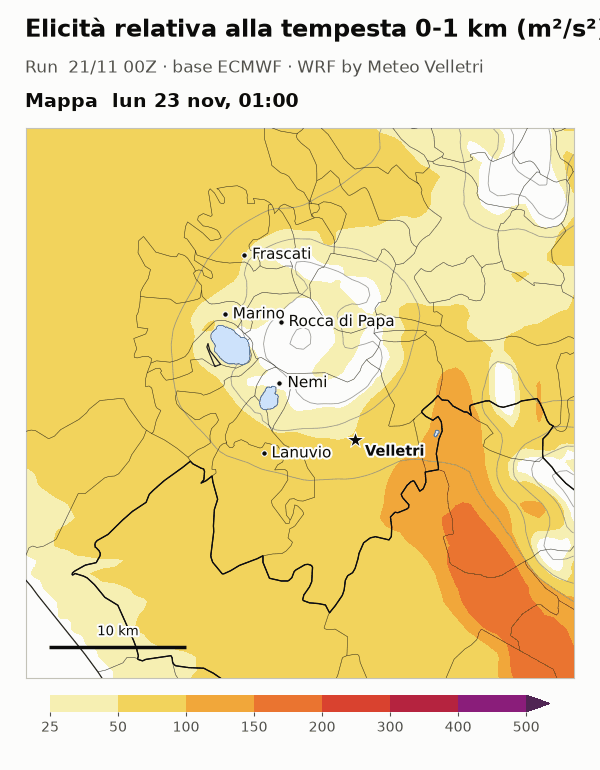 Elicità relativa alla tempesta 0-1 km (m²/s²)
Run 21/11 00Z · base ECMWF · WRF by Meteo Velletri
Mappa lun 23 nov, 01:00
Frascati
Marino
Rocca di Papa
Nemi
Velletri
Lanuvio
10 km
25 50 100 150 200 300 400 500